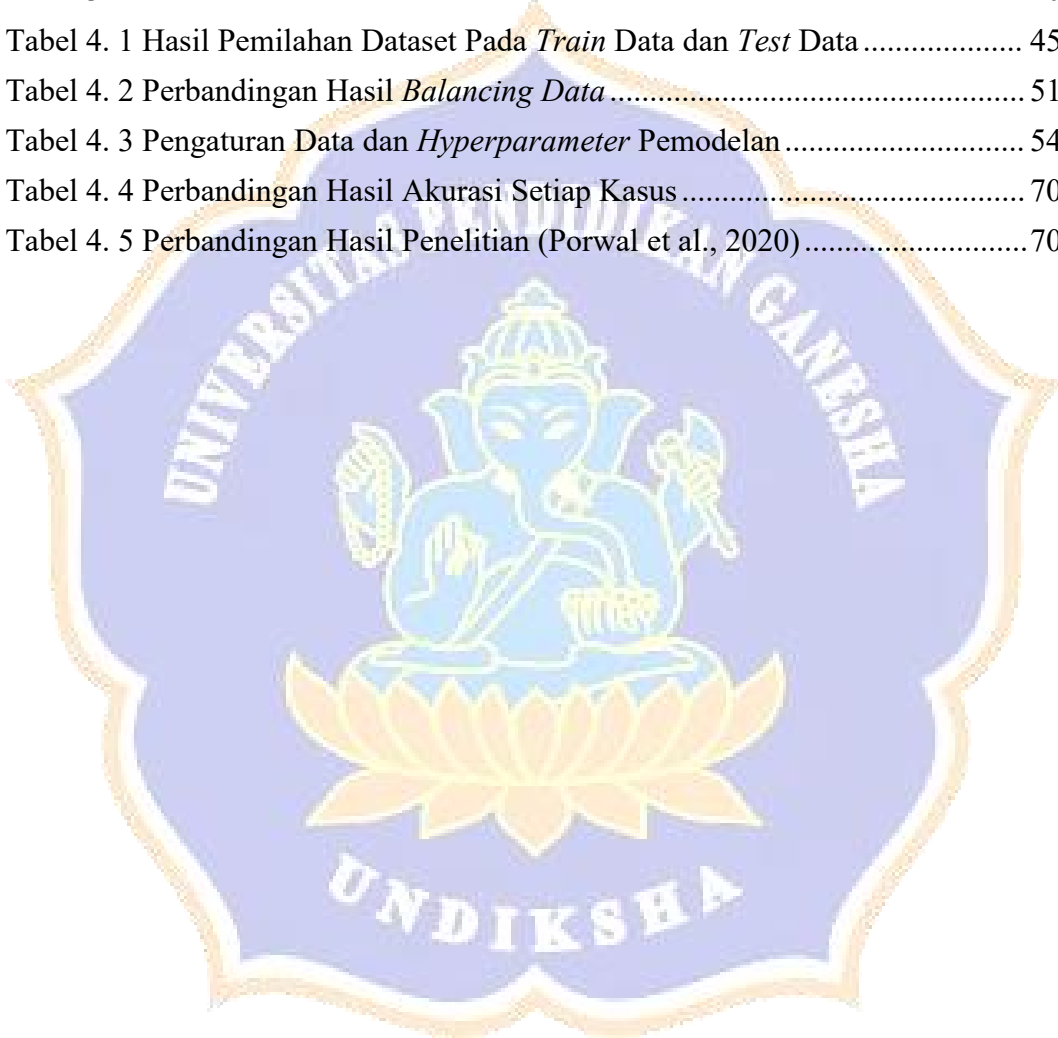 Tabel 4. 1 Hasil Pemilahan Dataset Pada Train Data dan Test Data ................... 45
Tabel 4. 2 Perbandingan Hasil Balancing Data .................................................. 51
Tabel 4. 3 Pengaturan Data dan Hyperparameter Pemodelan ............................. 54
Tabel 4. 4 Perbandingan Hasil Akurasi Setiap Kasus ......................................... 70
Tabel 4. 5 Perbandingan Hasil Penelitian (Porwal et al., 2020) ........................... 70
UNIVERSITAS PENDIDIKAN GANESHA
UNDIKSHA